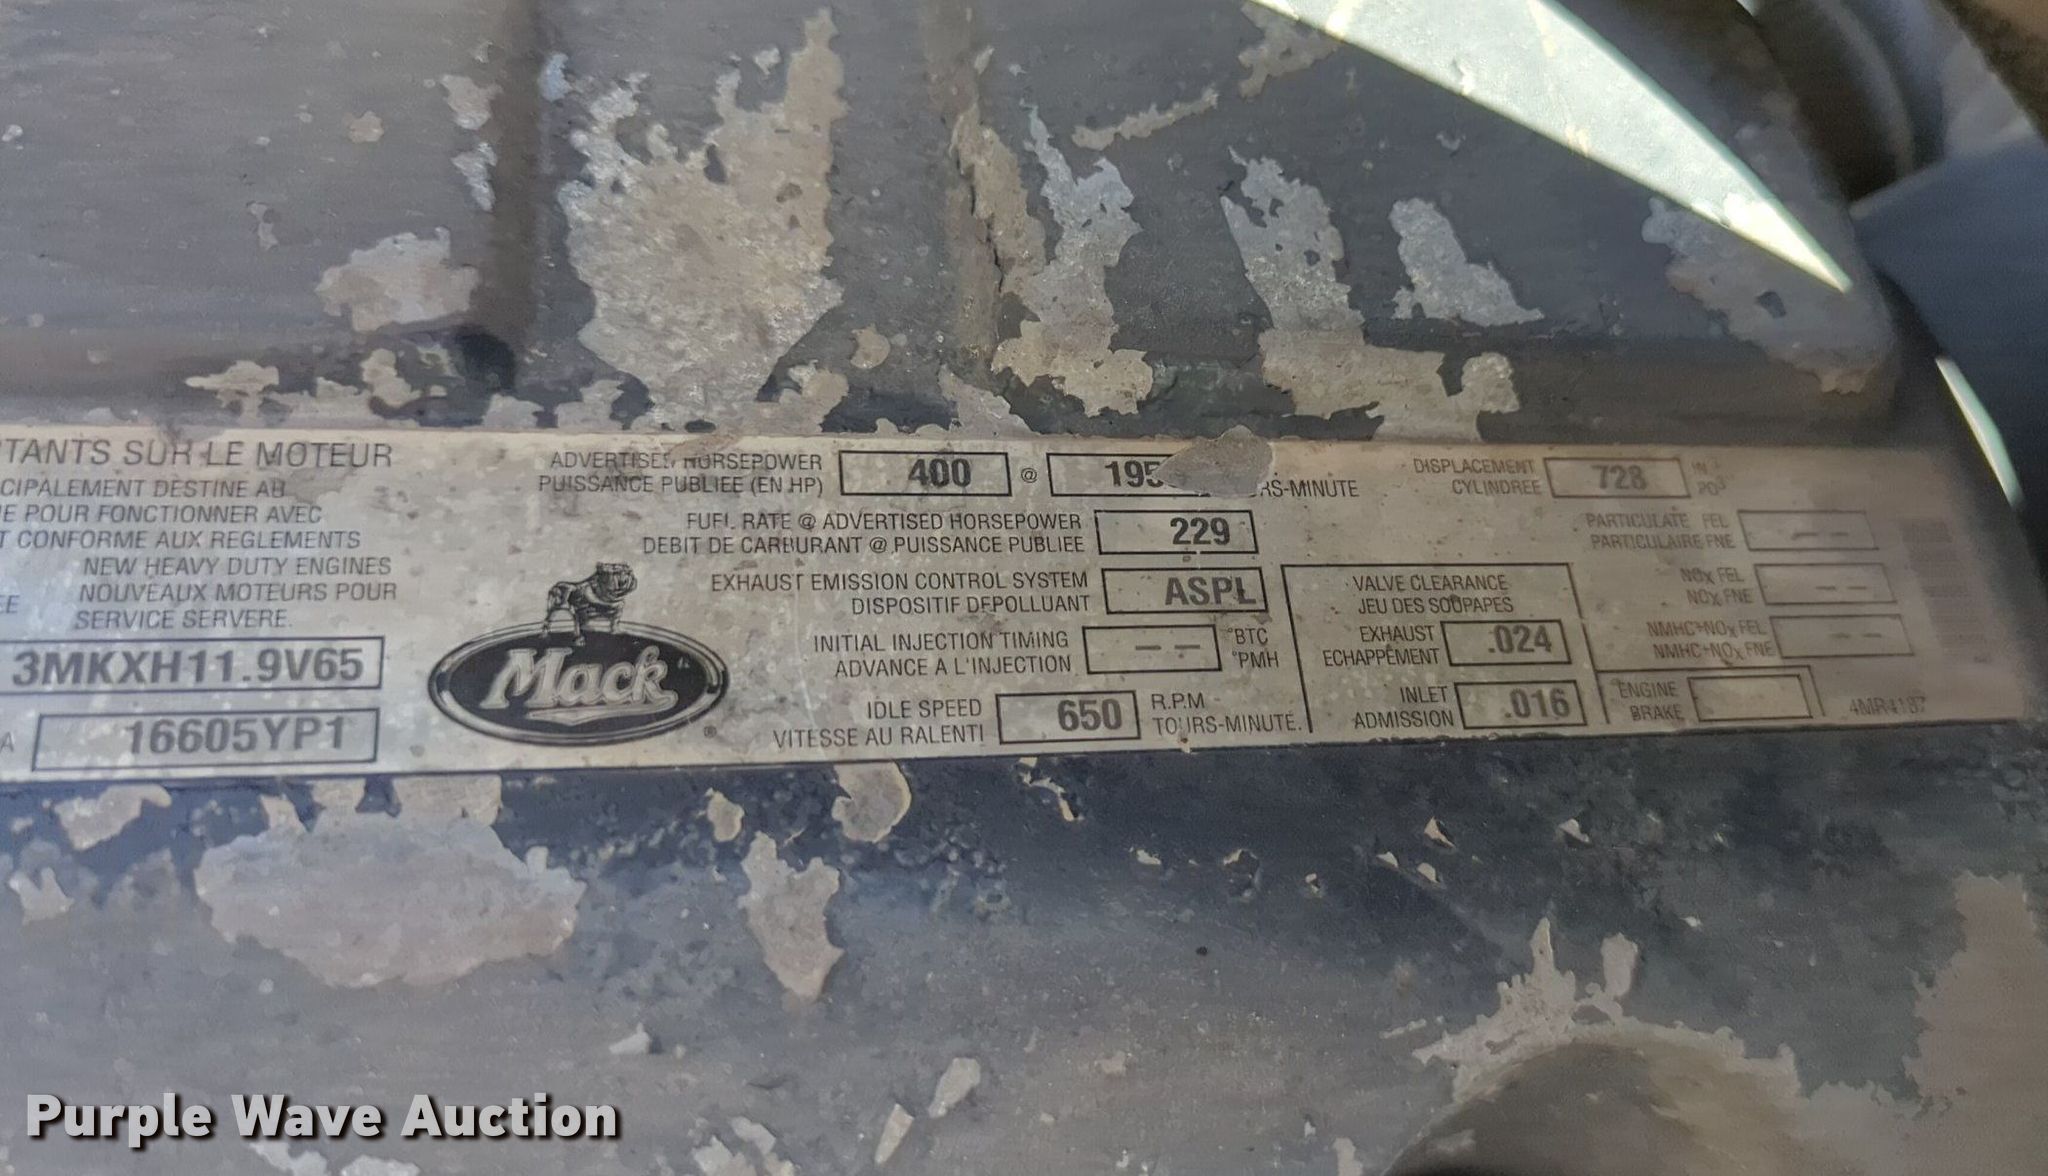 TANTS SUR LE MOTEUR
CIPALEMENT DESTINE AU
E POUR FONCTIONNER AVEC
T CONFORME AUX REGLEMENTS
NEW HEAVY DUTY ENGINES
NOUVEAUX MOTEURS POUR
SERVICE SERVERE.
3MKXH11.9V65
A 16605YP1
Mack ®
ADVERTISED HORSEPOWER
PUISSANCE PUBLIEE (EN HP)
400 @ 195
RS-MINUTE
FUEL RATE @ ADVERTISED HORSEPOWER
DEBIT DE CARBURANT @ PUISSANCE PUBLIEE
229
EXHAUST EMISSION CONTROL SYSTEM
DISPOSITIF DEPOLLUANT
ASPL
INITIAL INJECTION TIMING
ADVANCE A L'INJECTION
-- °BTC
°PMH
IDLE SPEED
VITESSE AU RALENTI
650 R.P.M
TOURS-MINUTE.
DISPLACEMENT
CYLINDREE
728 IN³
PO³
VALVE CLEARANCE
JEU DES SOUPAPES
EXHAUST
ECHAPPEMENT
.024
INLET
ADMISSION
.016
PARTICULATE FEL
PARTICULAIRE FNE
--
NOx FEL
NOx FNE
--
NMHC+NOx FEL
NMHC+NOx FNE
--
ENGINE
BRAKE
Purple Wave Auction